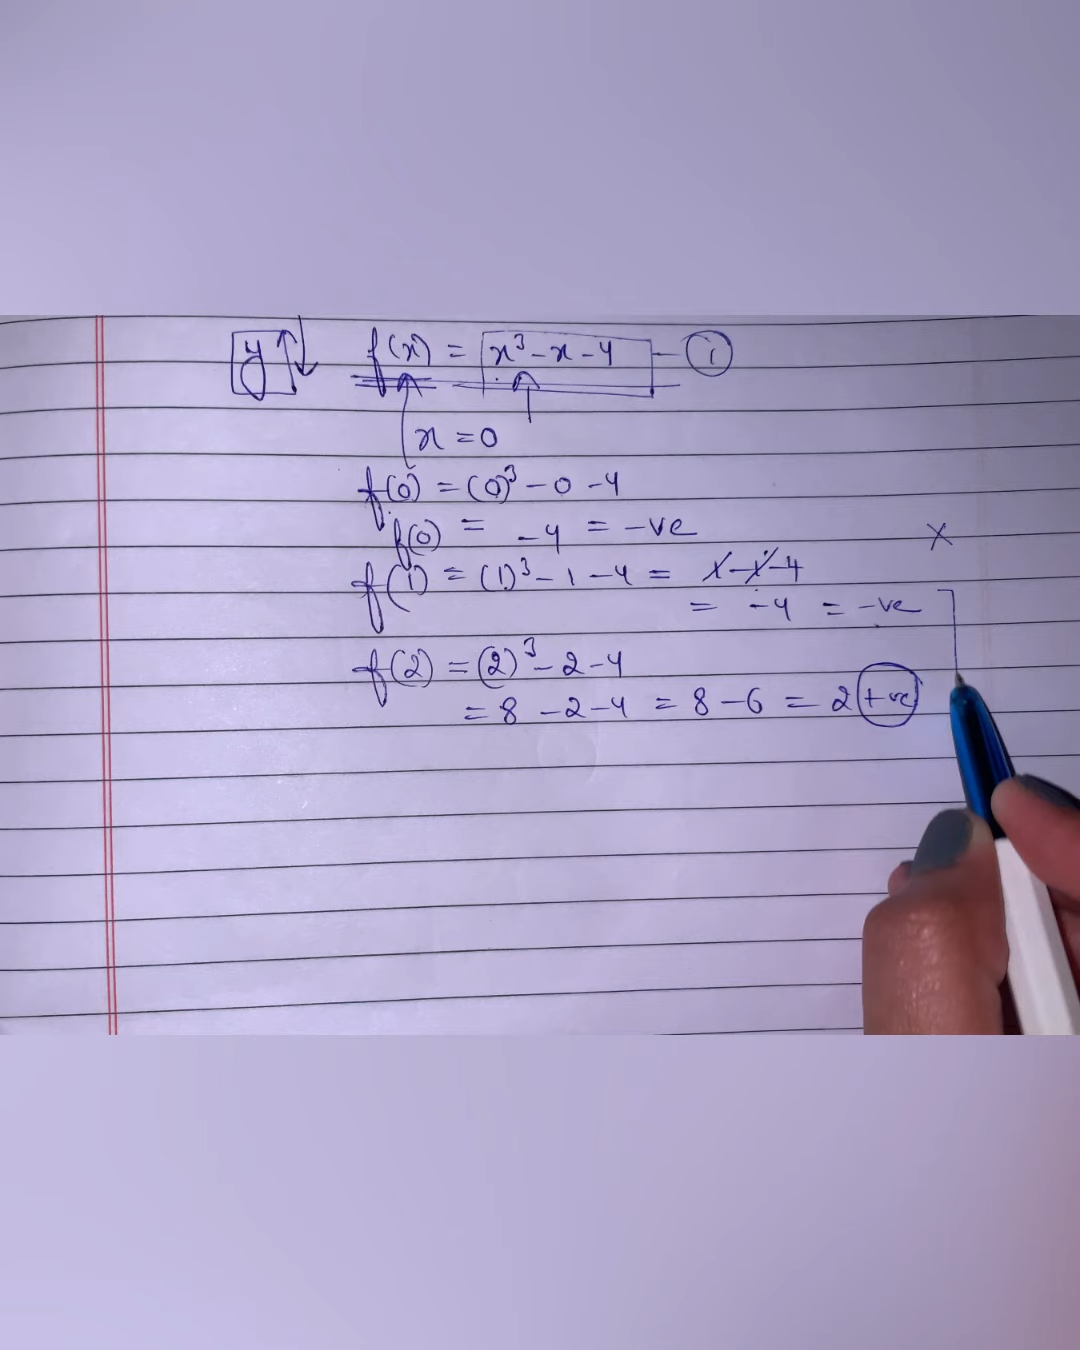 y f(x) = x³ - x - 4 - (1)
x = 0
f(0) = (0)³ - 0 - 4
f(0) = - 4 = -ve
f(1) = (1)³ - 1 - 4 = 1 - 1 - 4
= - 4 = -ve
f(2) = (2)³ - 2 - 4
= 8 - 2 - 4 = 8 - 6 = 2 +ve